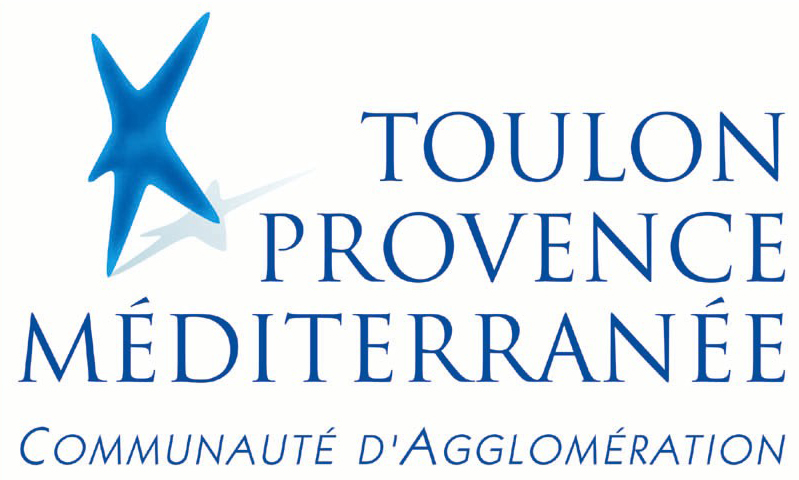 TOULON
PROVENCE
MÉDITERRANÉE
COMMUNAUTÉ D'AGGLOMÉRATION